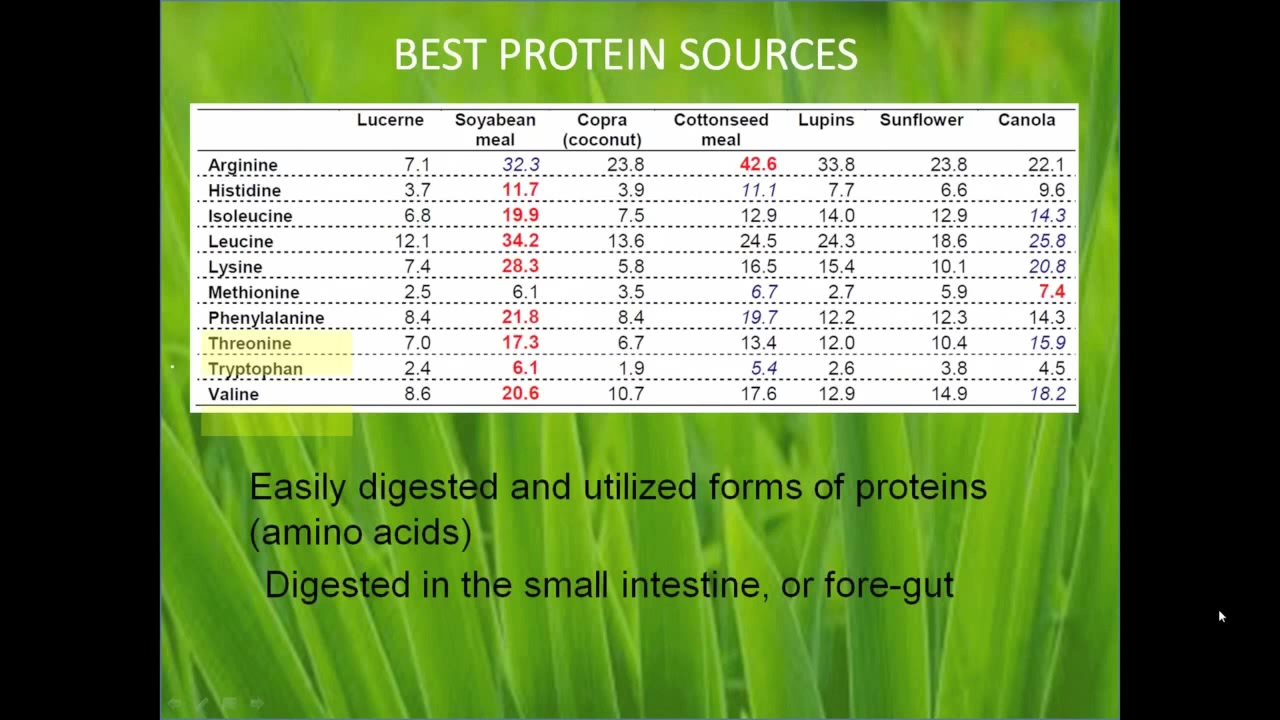 BEST PROTEIN SOURCES
Lucerne Soyabean meal Copra (coconut) Cottonseed meal Lupins Sunflower Canola
Arginine 7.1 32.3 23.8 42.6 33.8 23.8 22.1
Histidine 3.7 11.7 3.9 11.1 7.7 6.6 9.6
Isoleucine 6.8 19.9 7.5 12.9 14.0 12.9 14.3
Leucine 12.1 34.2 13.6 24.5 24.3 18.6 25.8
Lysine 7.4 28.3 5.8 16.5 15.4 10.1 20.8
Methionine 2.5 6.1 3.5 6.7 2.7 5.9 7.4
Phenylalanine 8.4 21.8 8.4 19.7 12.2 12.3 14.3
Threonine 7.0 17.3 6.7 13.4 12.0 10.4 15.9
Tryptophan 2.4 6.1 1.9 5.4 2.6 3.8 4.5
Valine 8.6 20.6 10.7 17.6 12.9 14.9 18.2
Easily digested and utilized forms of proteins
(amino acids)
Digested in the small intestine, or fore-gut